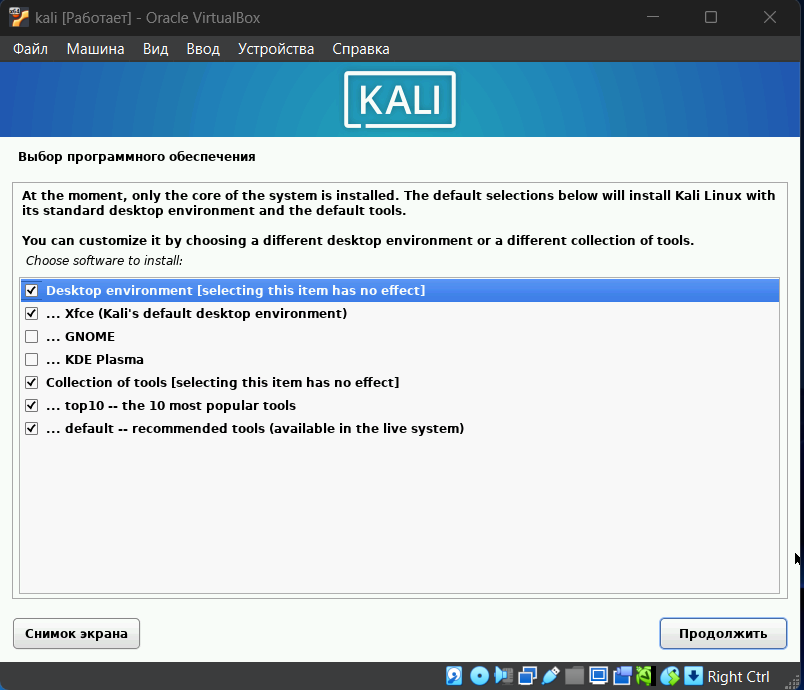 kali [Работает] - Oracle VirtualBox
Файл Машина Вид Ввод Устройства Справка
KALI
Выбор программного обеспечения
At the moment, only the core of the system is installed. The default selections below will install Kali Linux with
its standard desktop environment and the default tools.
You can customize it by choosing a different desktop environment or a different collection of tools.
Choose software to install:
Desktop environment [selecting this item has no effect]
... Xfce (Kali's default desktop environment)
... GNOME
... KDE Plasma
Collection of tools [selecting this item has no effect]
... top10 -- the 10 most popular tools
... default -- recommended tools (available in the live system)
Снимок экрана Продолжить
Right Ctrl